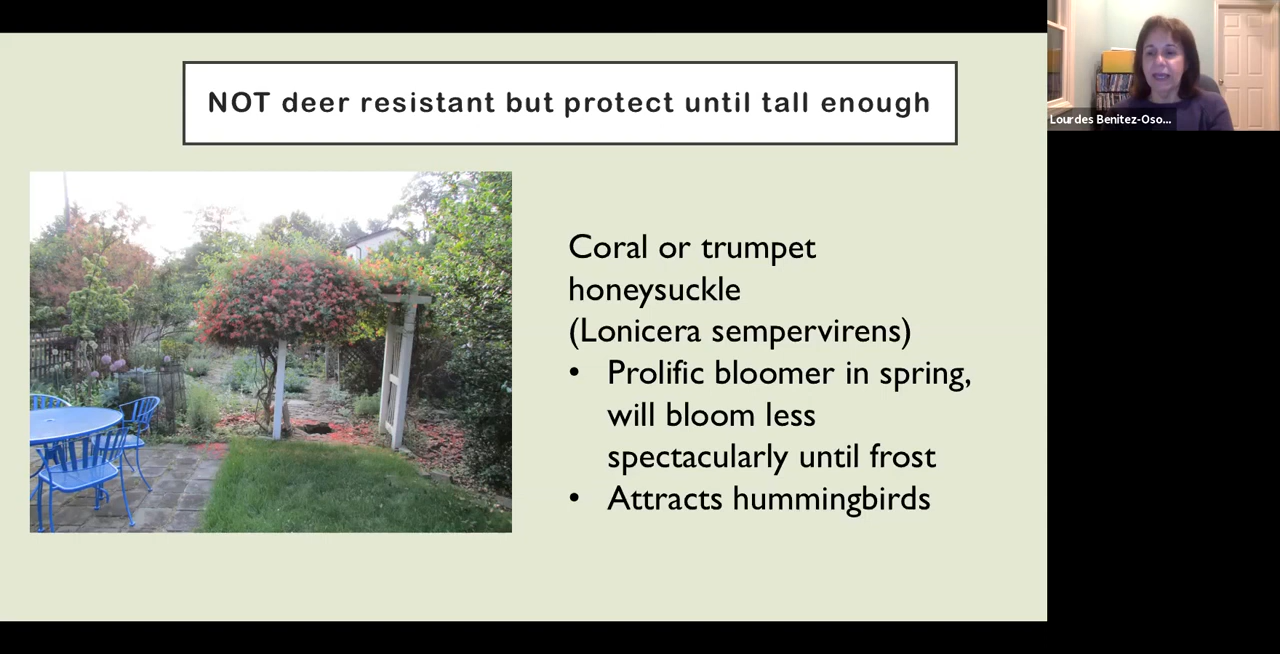 NOT deer resistant but protect until tall enough
Lourdes Benitez-Oso...
Coral or trumpet
honeysuckle
(Lonicera sempervirens)
• Prolific bloomer in spring,
will bloom less
spectacularly until frost
• Attracts hummingbirds